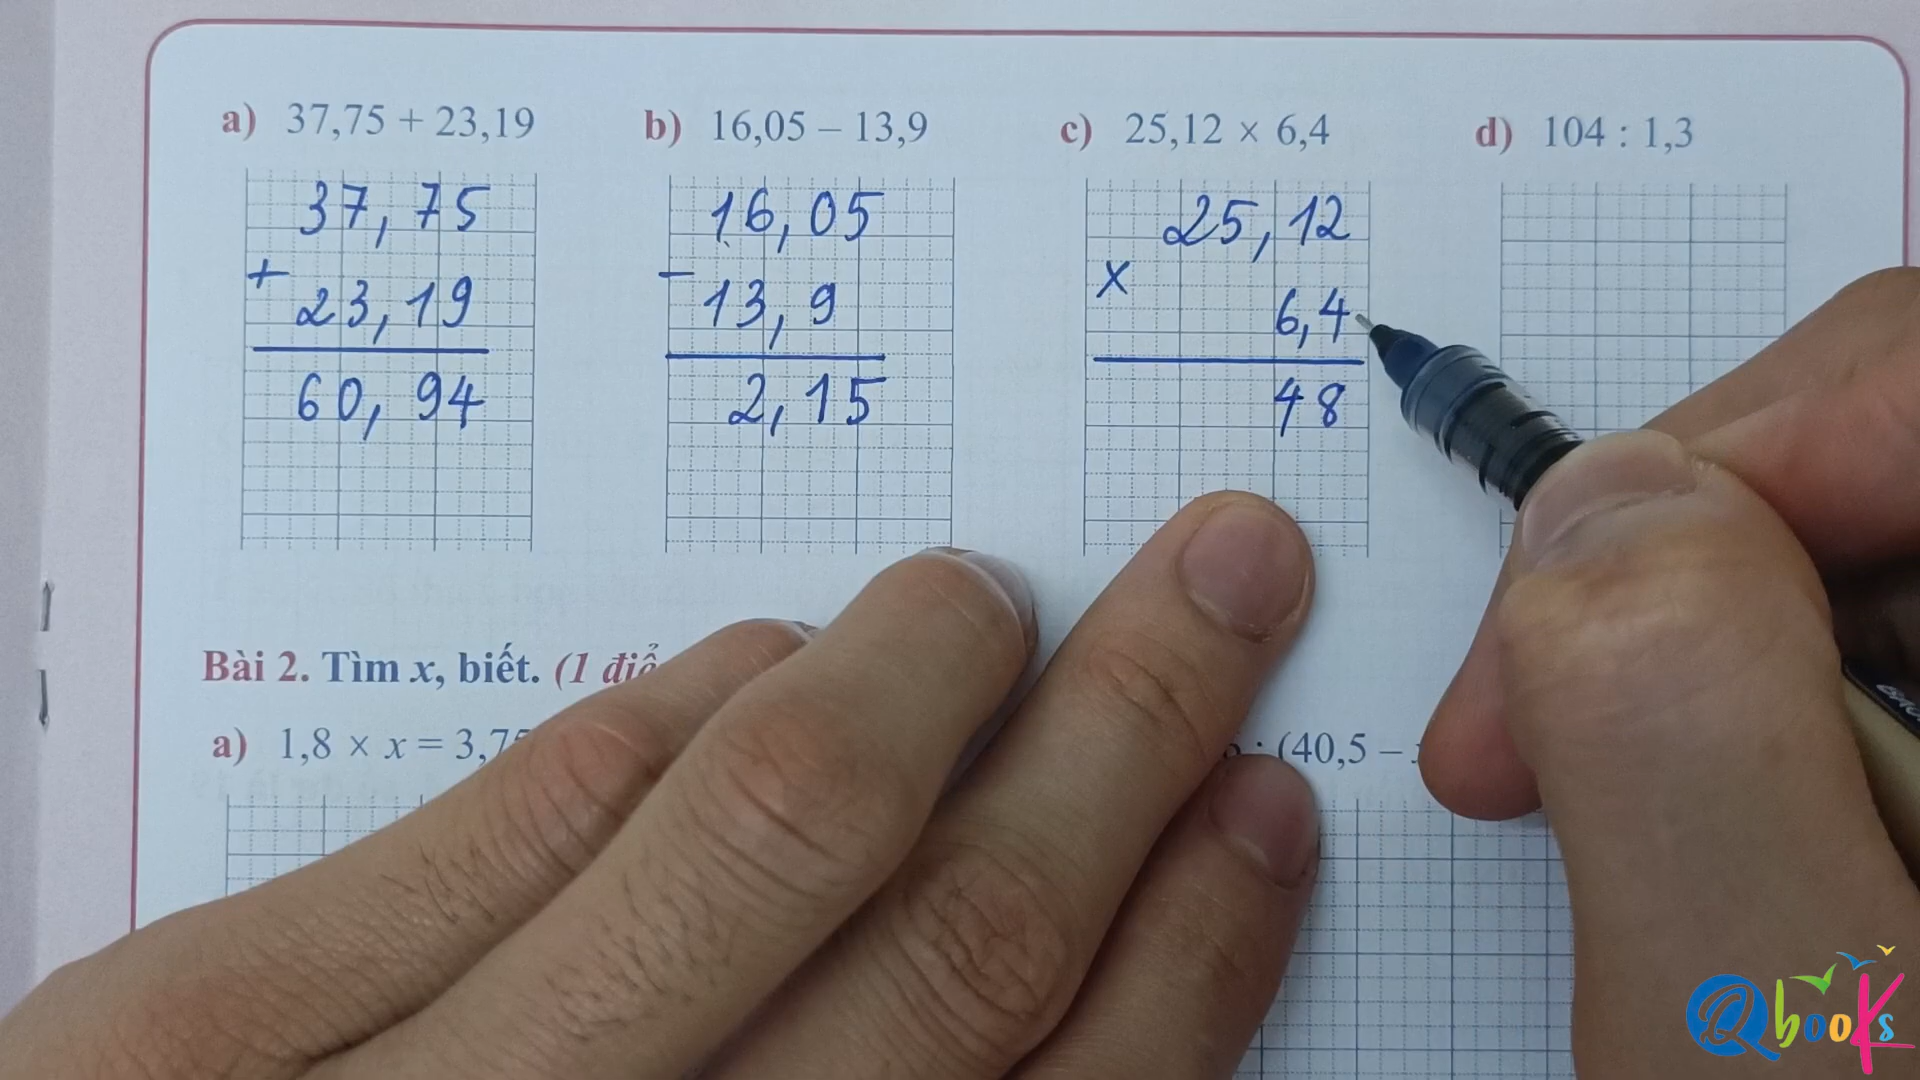 a) 37,75 + 23,19
37,75
+
23,19
60,94
b) 16,05 – 13,9
16,05
−
13,9
2,15
c) 25,12 × 6,4
25,12
×
6,4
48
d) 104 : 1,3
Bài 2. Tìm x, biết. (1
a) 1,8 × x = 3,7
: (40,5 –
Qbooks